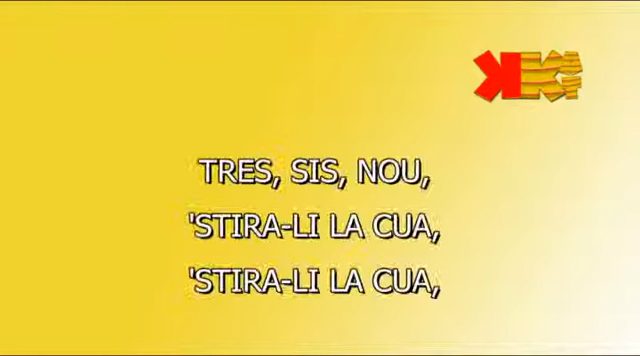 TRES, SIS, NOU,
'STIRA-LI LA CUA,
'STIRA-LI LA CUA,